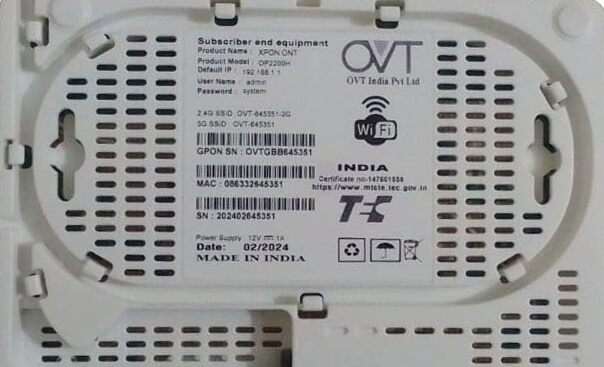 Subscriber end equipment
Product Name : XPON ONT
Product Model : OP2200H
Default IP : 192.168.1.1
User Name : admin
Password : system
2.4G SSID : OVT-645351-2G
5G SSID : OVT-645351
GPON SN : OVTGBB645351
MAC : 086332645351
SN : 202402645351
Power Supply : 12V 1A
Date: 02/2024
MADE IN INDIA
OVT
OVT India Pvt Ltd
WiFi
INDIA
Certificate no-147601658
https://www.mtcte.tec.gov.in
TEC